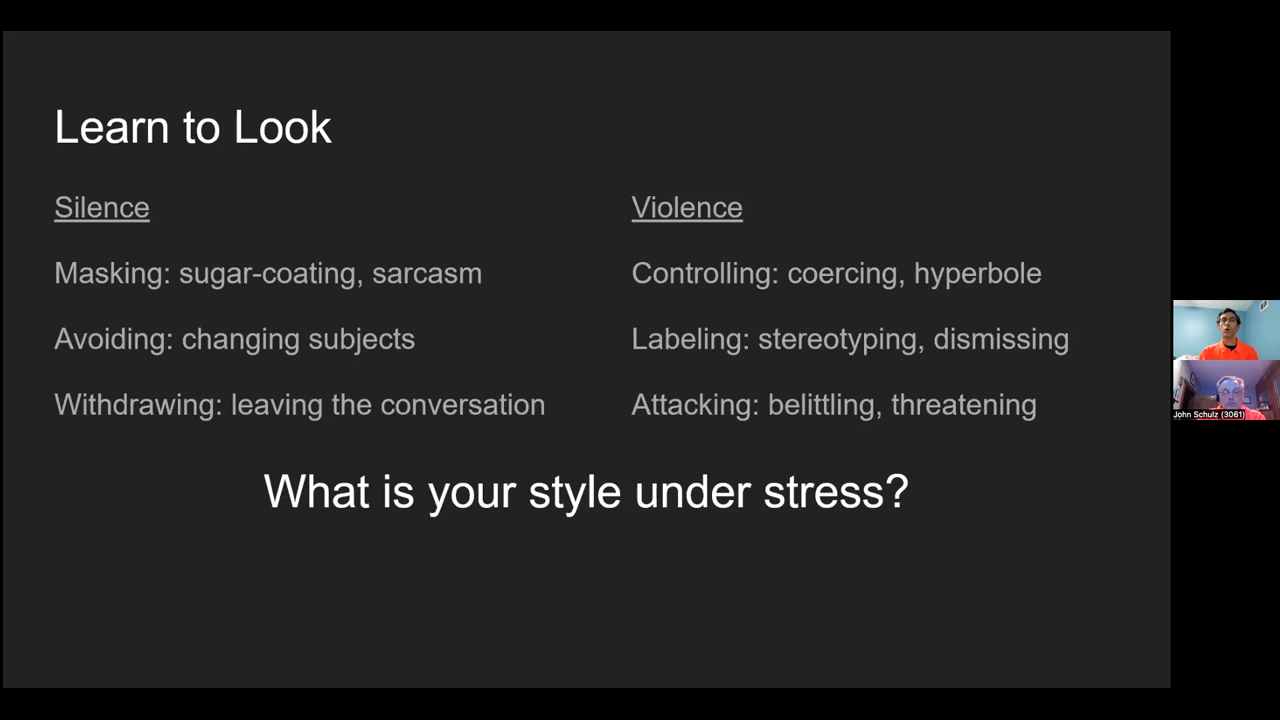 Learn to Look
Silence
Masking: sugar-coating, sarcasm
Avoiding: changing subjects
Withdrawing: leaving the conversation
Violence
Controlling: coercing, hyperbole
Labeling: stereotyping, dismissing
Attacking: belittling, threatening
What is your style under stress?
John Schulz (3061)